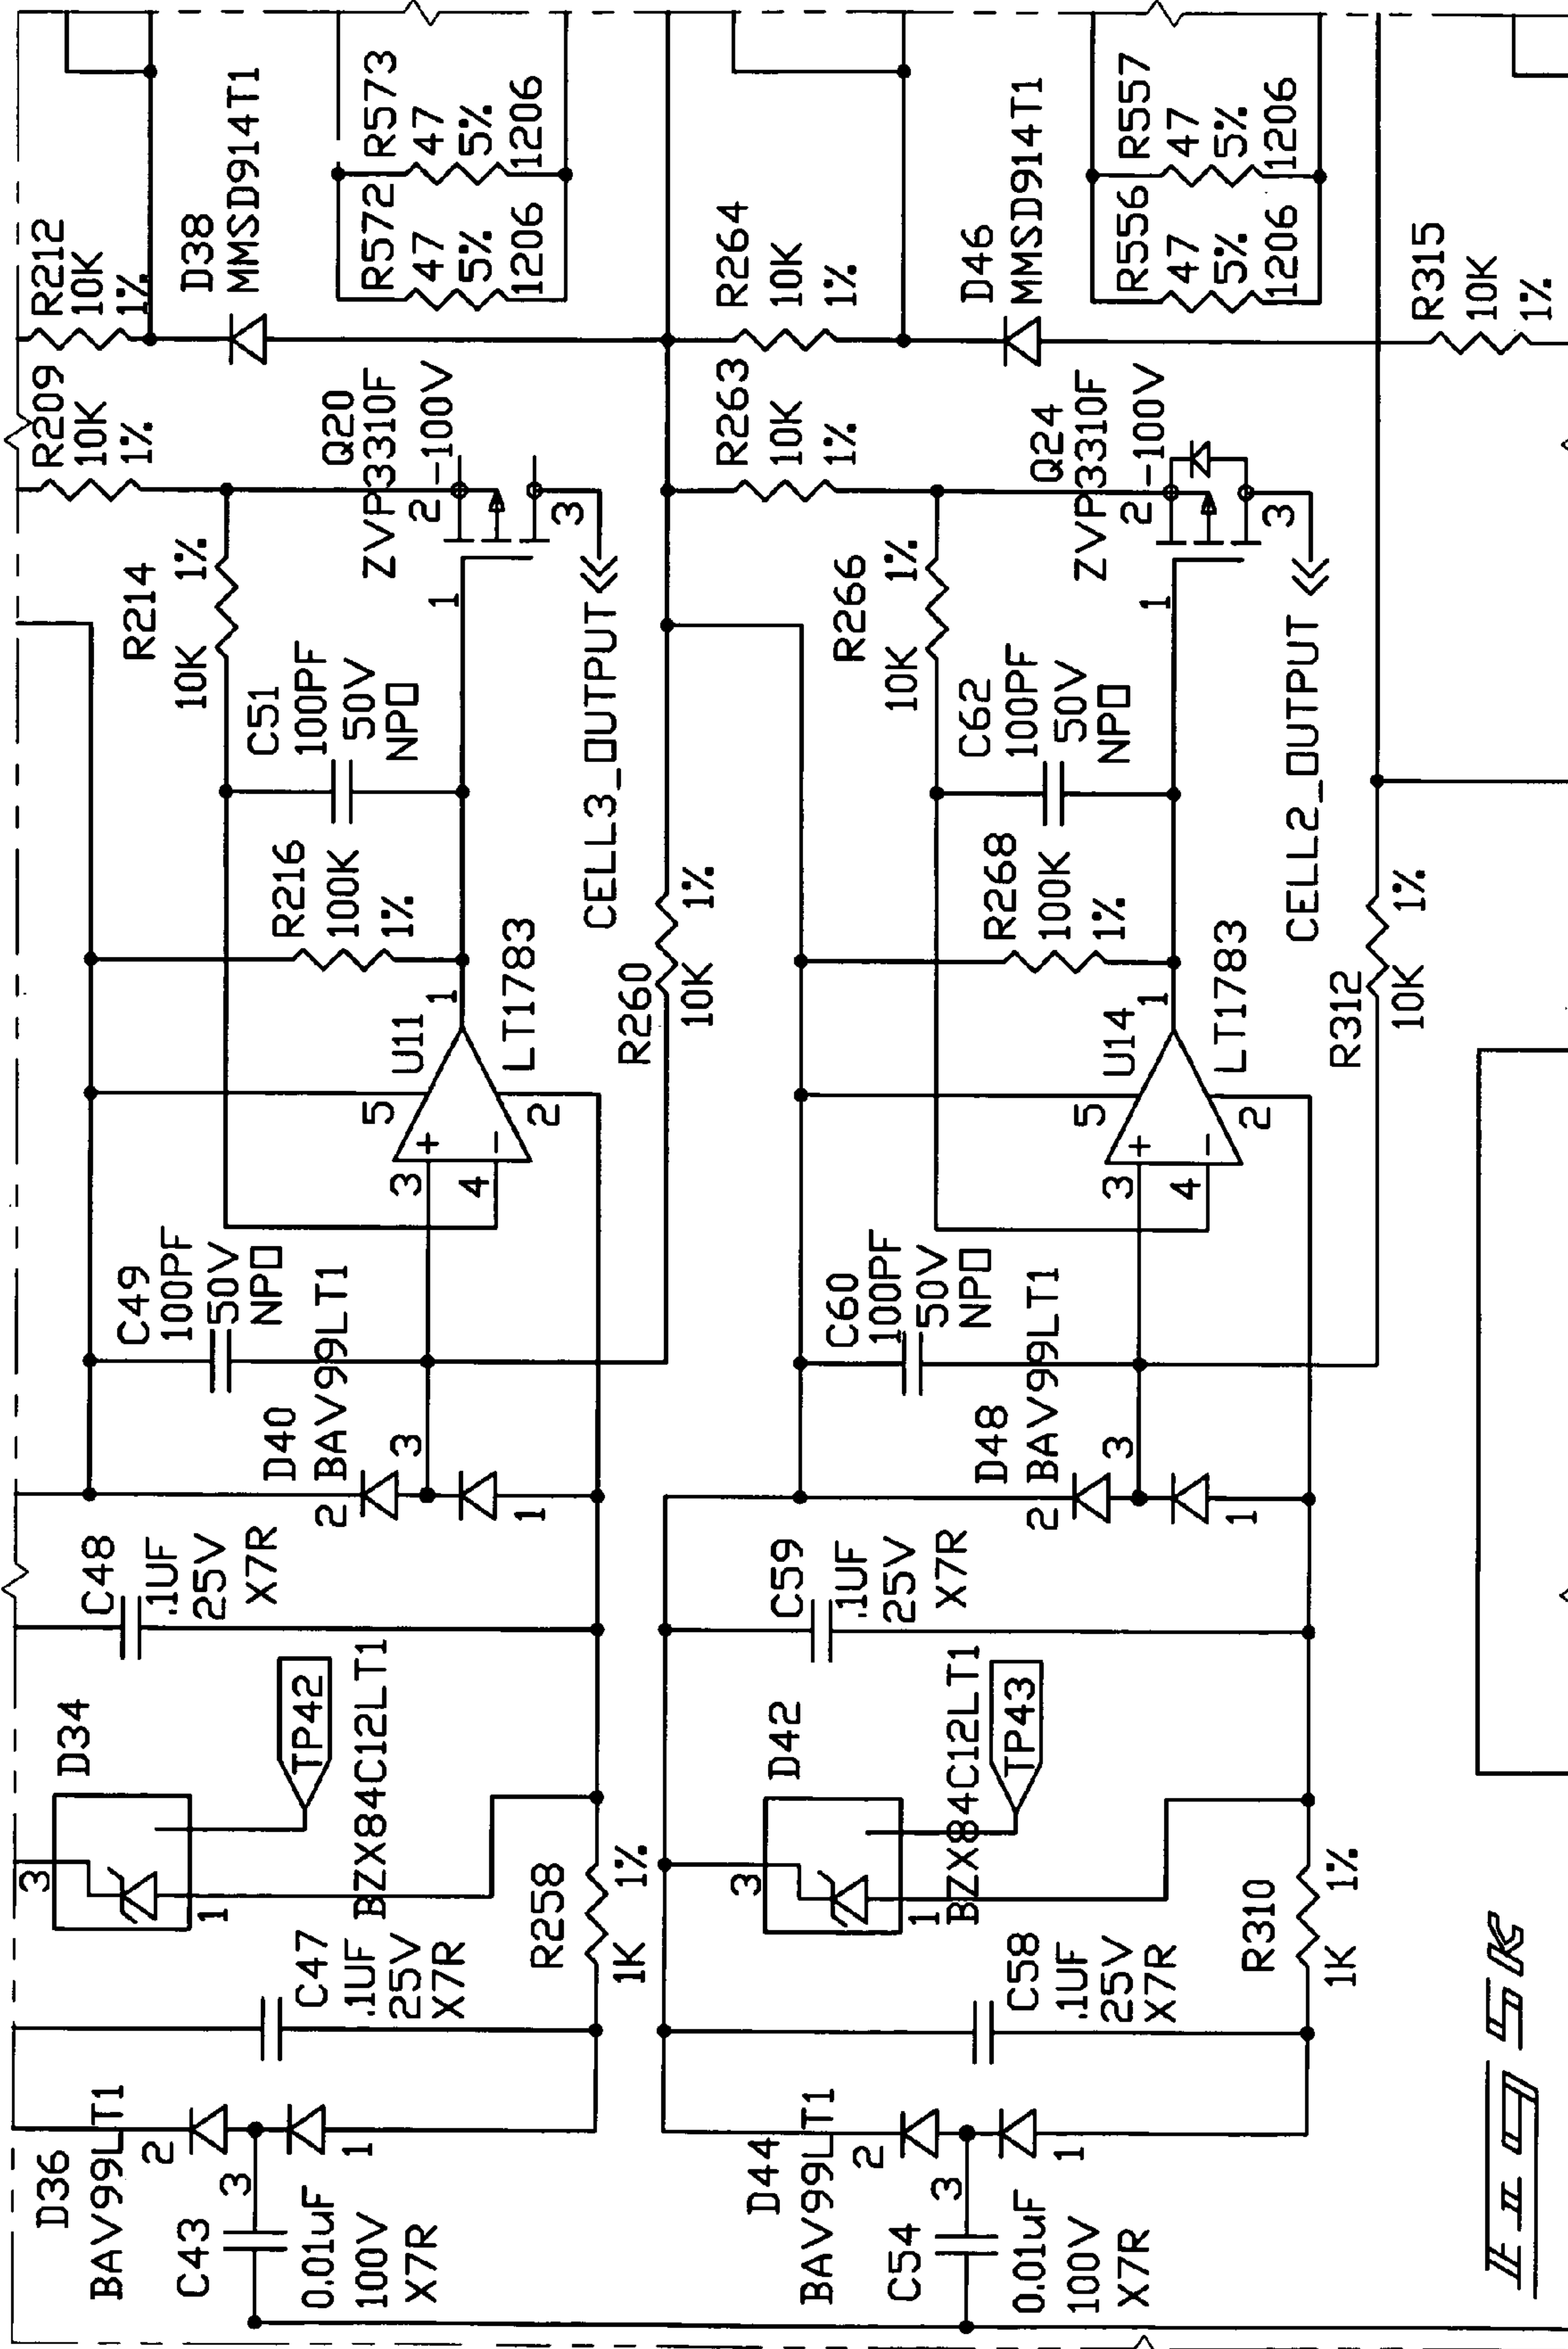 R212
10K
1%
D38
MMSD914T1
R573
47
5%
1206
R572
47
5%
1206
R264
10K
1%
D46
MMSD914T1
R557
47
5%
1206
R556
47
5%
1206
R315
10K
1%
R209
10K
1%
Q20
ZVP3310F
-100V
2
3
1
R263
10K
1%
Q24
ZVP3310F
-100V
2
3
1
R214
10K 1%
C51
100PF
50V
NPO
CELL3_OUTPUT
R266
10K 1%
C62
100PF
50V
NPO
CELL2_OUTPUT
R216
100K
1%
U11
LT1783
5
1
+
-
3
4
2
R260
10K 1%
R268
100K
1%
U14
LT1783
5
1
+
-
3
4
2
R312
10K 1%
C49
100PF
50V
NPO
D40
BAV99LT1
2
3
1
C60
100PF
50V
NPO
D48
BAV99LT1
2
3
1
C48
.1UF
25V
X7R
D34
TP42
BZX84C12LT1
3
1
C59
.1UF
25V
X7R
D42
TP43
BZX84C12LT1
3
1
R258
1K 1%
C47
.1UF
25V
X7R
R310
1K 1%
C58
.1UF
25V
X7R
D36
BAV99LT1
2
3
1
C43
0.01uF
100V
X7R
D44
BAV99LT1
2
3
1
C54
0.01uF
100V
X7R